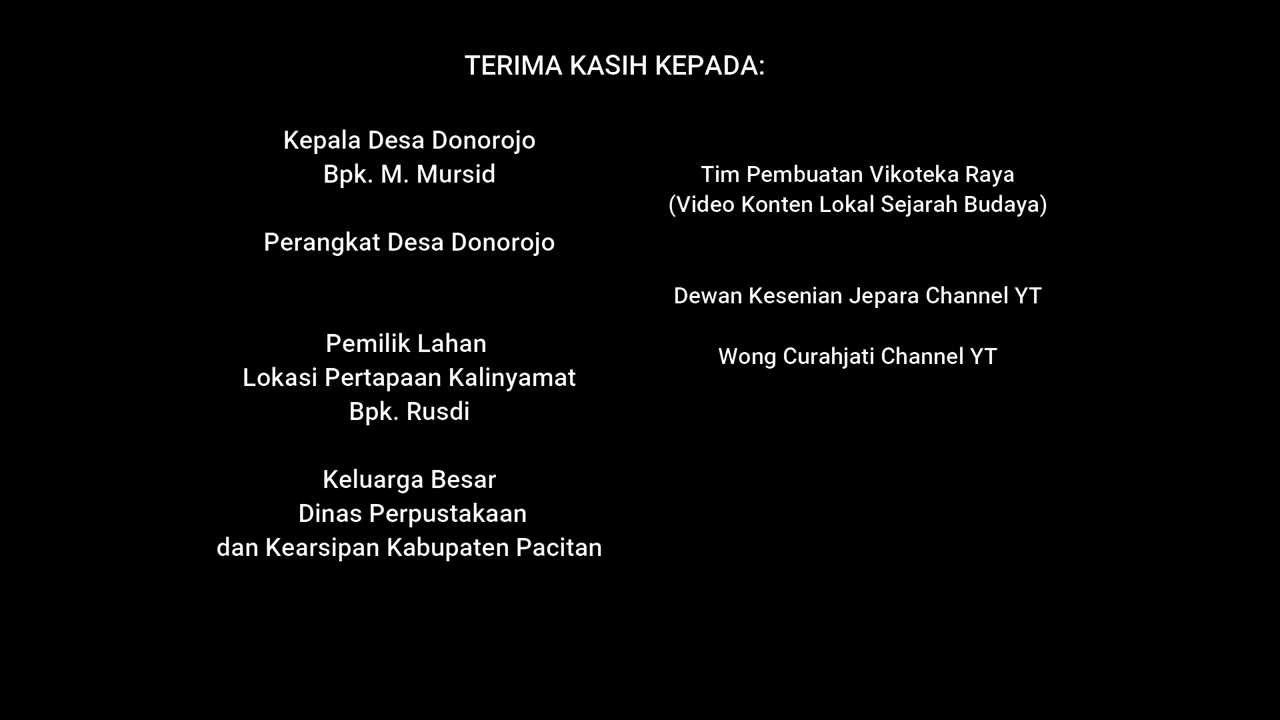 TERIMA KASIH KEPADA:
Kepala Desa Donorojo
Bpk. M. Mursid
Perangkat Desa Donorojo
Pemilik Lahan
Lokasi Pertapaan Kalinyamat
Bpk. Rusdi
Keluarga Besar
Dinas Perpustakaan
dan Kearsipan Kabupaten Pacitan
Tim Pembuatan Vikoteka Raya
(Video Konten Lokal Sejarah Budaya)
Dewan Kesenian Jepara Channel YT
Wong Curahjati Channel YT